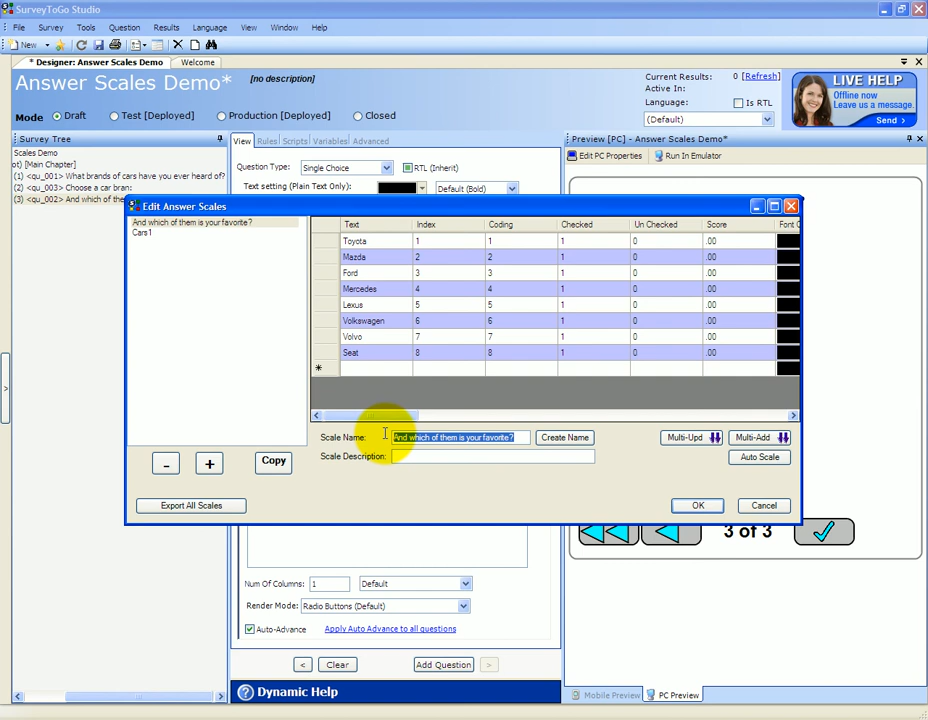 SurveyToGo Studio
File Survey Tools Question Results Language View Window Help
New
* Designer: Answer Scales Demo Welcome
Answer Scales Demo* [no description]
Current Results: 0 [Refresh]
Active In:
Language: Is RTL
(Default)
LIVE HELP
Offline now
Leave us a message.
Send >
Mode Draft Test [Deployed] Production [Deployed] Closed
Survey Tree
Scales Demo
ot) [Main Chapter]
(1) <qu_001> What brands of cars have you ever heard of?
(2) <qu_003> Choose a car bran:
(3) <qu_002> And which of the
View Rules Scripts Variables Advanced
Question Type: Single Choice RTL (Inherit)
Text setting (Plain Text Only): Default (Bold)
Preview [PC] - Answer Scales Demo*
Edit PC Properties Run In Emulator
Edit Answer Scales
And which of them is your favorite?
Cars1
Text Index Coding Checked Un Checked Score Font C
Toyota 1 1 1 0 .00
Mazda 2 2 1 0 .00
Ford 3 3 1 0 .00
Mercedes 4 4 1 0 .00
Lexus 5 5 1 0 .00
Volkswagen 6 6 1 0 .00
Volvo 7 7 1 0 .00
Seat 8 8 1 0 .00
Scale Name: And which of them is your favorite? Create Name Multi-Upd Multi-Add
Scale Description: Auto Scale
- + Copy
Export All Scales OK Cancel
3 of 3
Num Of Columns: 1 Default
Render Mode: Radio Buttons (Default)
Auto-Advance Apply Auto Advance to all questions
< Clear Add Question >
Dynamic Help
Mobile Preview PC Preview